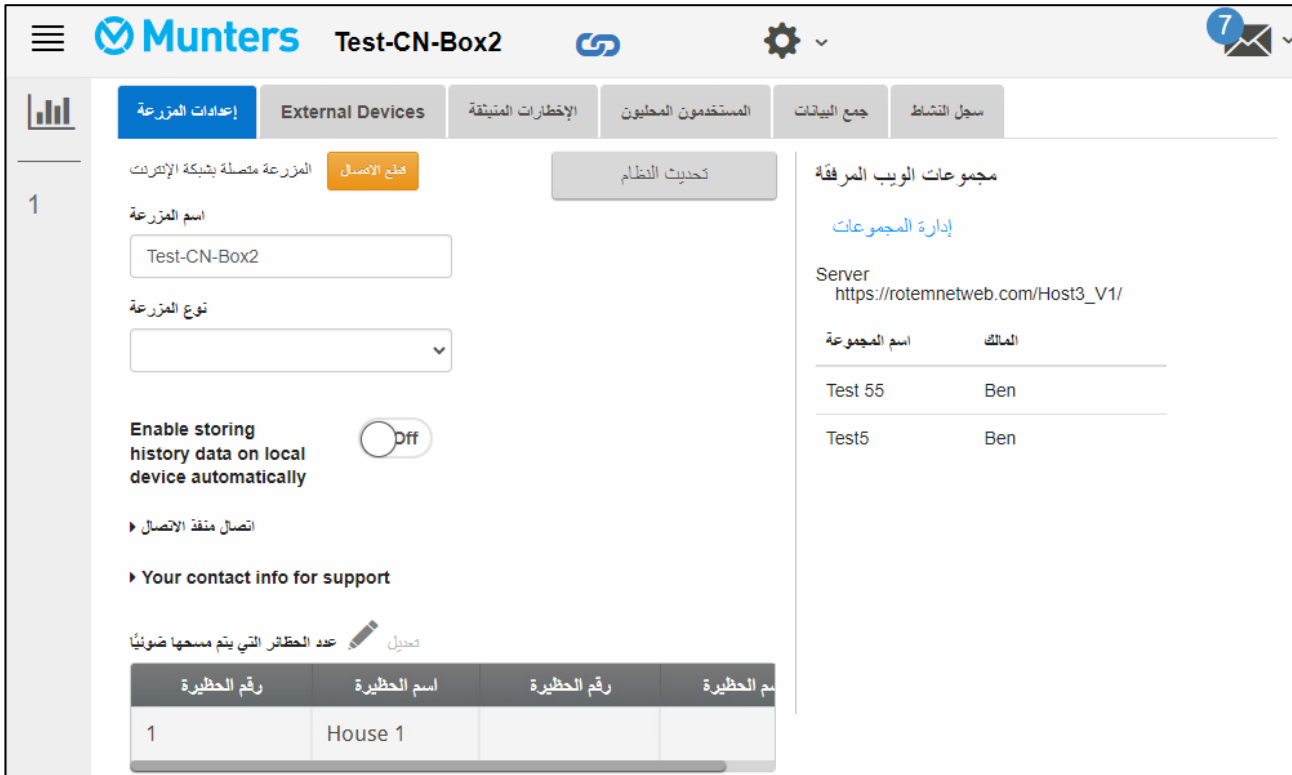 Munters Test-CN-Box2 7
إعدادات المزرعة External Devices الإخطارات المنبثقة المستخدمون المحليون جمع البيانات سجل النشاط
1
المزرعة متصلة بشبكة الإنترنت قطع الاتصال تحديث النظام
اسم المزرعة
Test-CN-Box2
نوع المزرعة
Enable storing
history data on local
device automatically
Off
اتصال منفذ الاتصال
Your contact info for support
عدد الحظائر التي يتم مسحها ضوئيًا تعديل
رقم الحظيرة اسم الحظيرة رقم الحظيرة سم الحظيرة
1 House 1
مجموعات الويب المرفقة
إدارة المجموعات
Server
https://rotemnetweb.com/Host3_V1/
اسم المجموعة المالك
Test 55 Ben
Test5 Ben